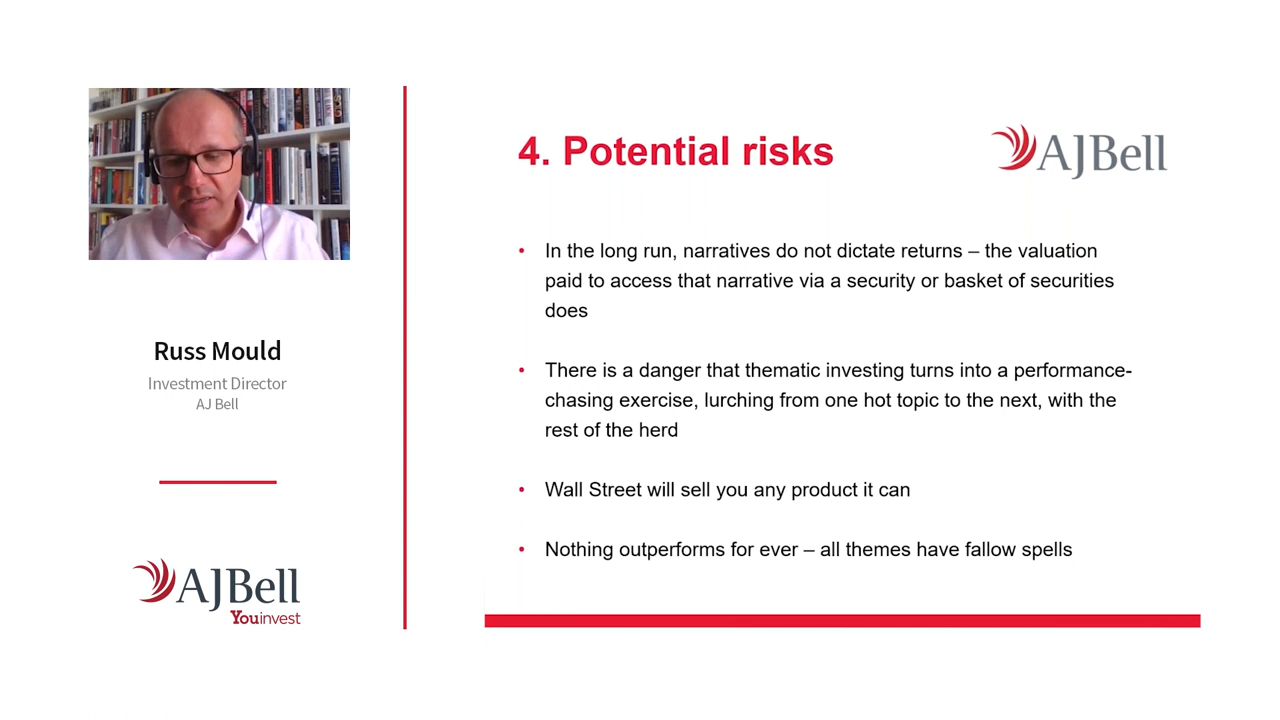 Russ Mould
Investment Director
AJ Bell
AJBell
Youinvest
4. Potential risks
AJBell
• In the long run, narratives do not dictate returns – the valuation
paid to access that narrative via a security or basket of securities
does
• There is a danger that thematic investing turns into a performance-
chasing exercise, lurching from one hot topic to the next, with the
rest of the herd
• Wall Street will sell you any product it can
• Nothing outperforms for ever – all themes have fallow spells